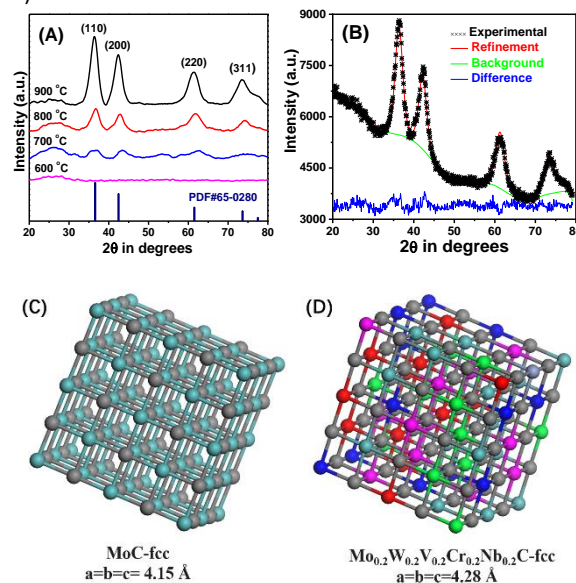 (A)
(110)
(200)
(220)
(311)
900 °C
800 °C
700 °C
600 °C
PDF#65-0280
Intensity (a.u.)
20 30 40 50 60 70 80
2θ in degrees
(B)
Experimental
Refinement
Background
Difference
Intensity (a.u.)
9000
7500
6000
4500
3000
20 30 40 50 60 70 80
2θ in degrees
(C)
MoC-fcc
a=b=c= 4.15 Å
(D)
Mo₀.₂W₀.₂V₀.₂Cr₀.₂Nb₀.₂C-fcc
a=b=c=4.28 Å